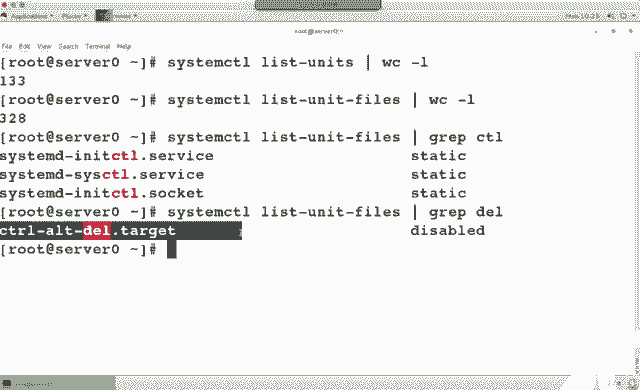 Applications
Places
root@server0:~
File Edit View Search Terminal Help
[root@server0 ~]# systemctl list-units | wc -l
133
[root@server0 ~]# systemctl list-unit-files | wc -l
328
[root@server0 ~]# systemctl list-unit-files | grep ctl
systemd-initctl.service static
systemd-sysctl.service static
systemd-initctl.socket static
[root@server0 ~]# systemctl list-unit-files | grep del
ctrl-alt-del.target disabled
[root@server0 ~]#